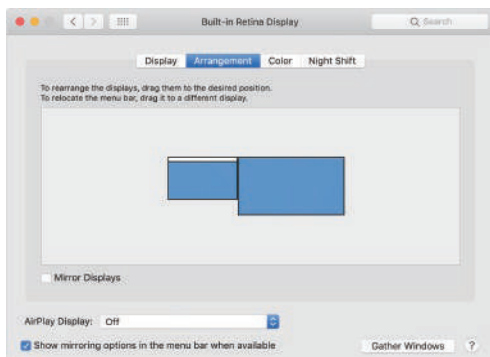 Built-in Retina Display
Search
Display
Arrangement
Color
Night Shift
To rearrange the displays, drag them to the desired position.
To relocate the menu bar, drag it to a different display.
Mirror Displays
AirPlay Display: Off
Show mirroring options in the menu bar when available
Gather Windows
?